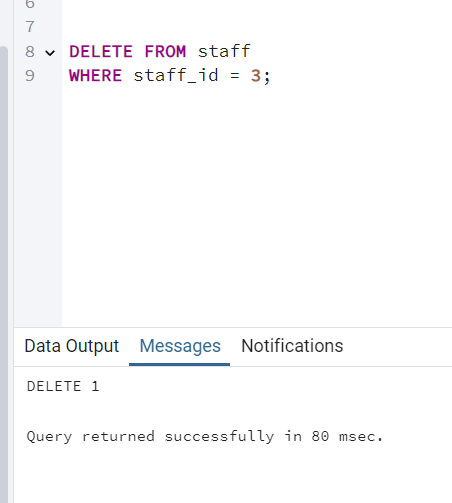 6
7
8 DELETE FROM staff
9 WHERE staff_id = 3;
Data Output Messages Notifications
DELETE 1
Query returned successfully in 80 msec.